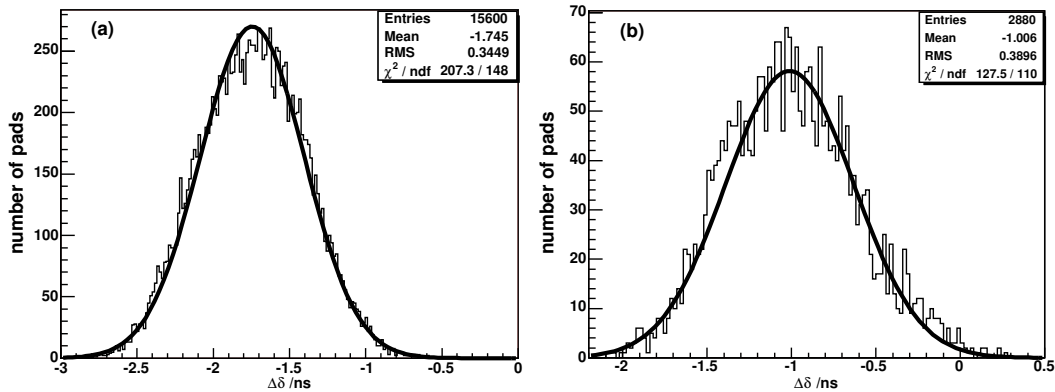 (a)
Entries 15600
Mean -1.745
RMS 0.3449
χ² / ndf 207.3 / 148
number of pads
250
200
150
100
50
0
-3 -2.5 -2 -1.5 -1 -0.5 0
Δδ /ns
(b)
Entries 2880
Mean -1.006
RMS 0.3896
χ² / ndf 127.5 / 110
number of pads
70
60
50
40
30
20
10
0
-2 -1.5 -1 -0.5 0 0.5
Δδ /ns